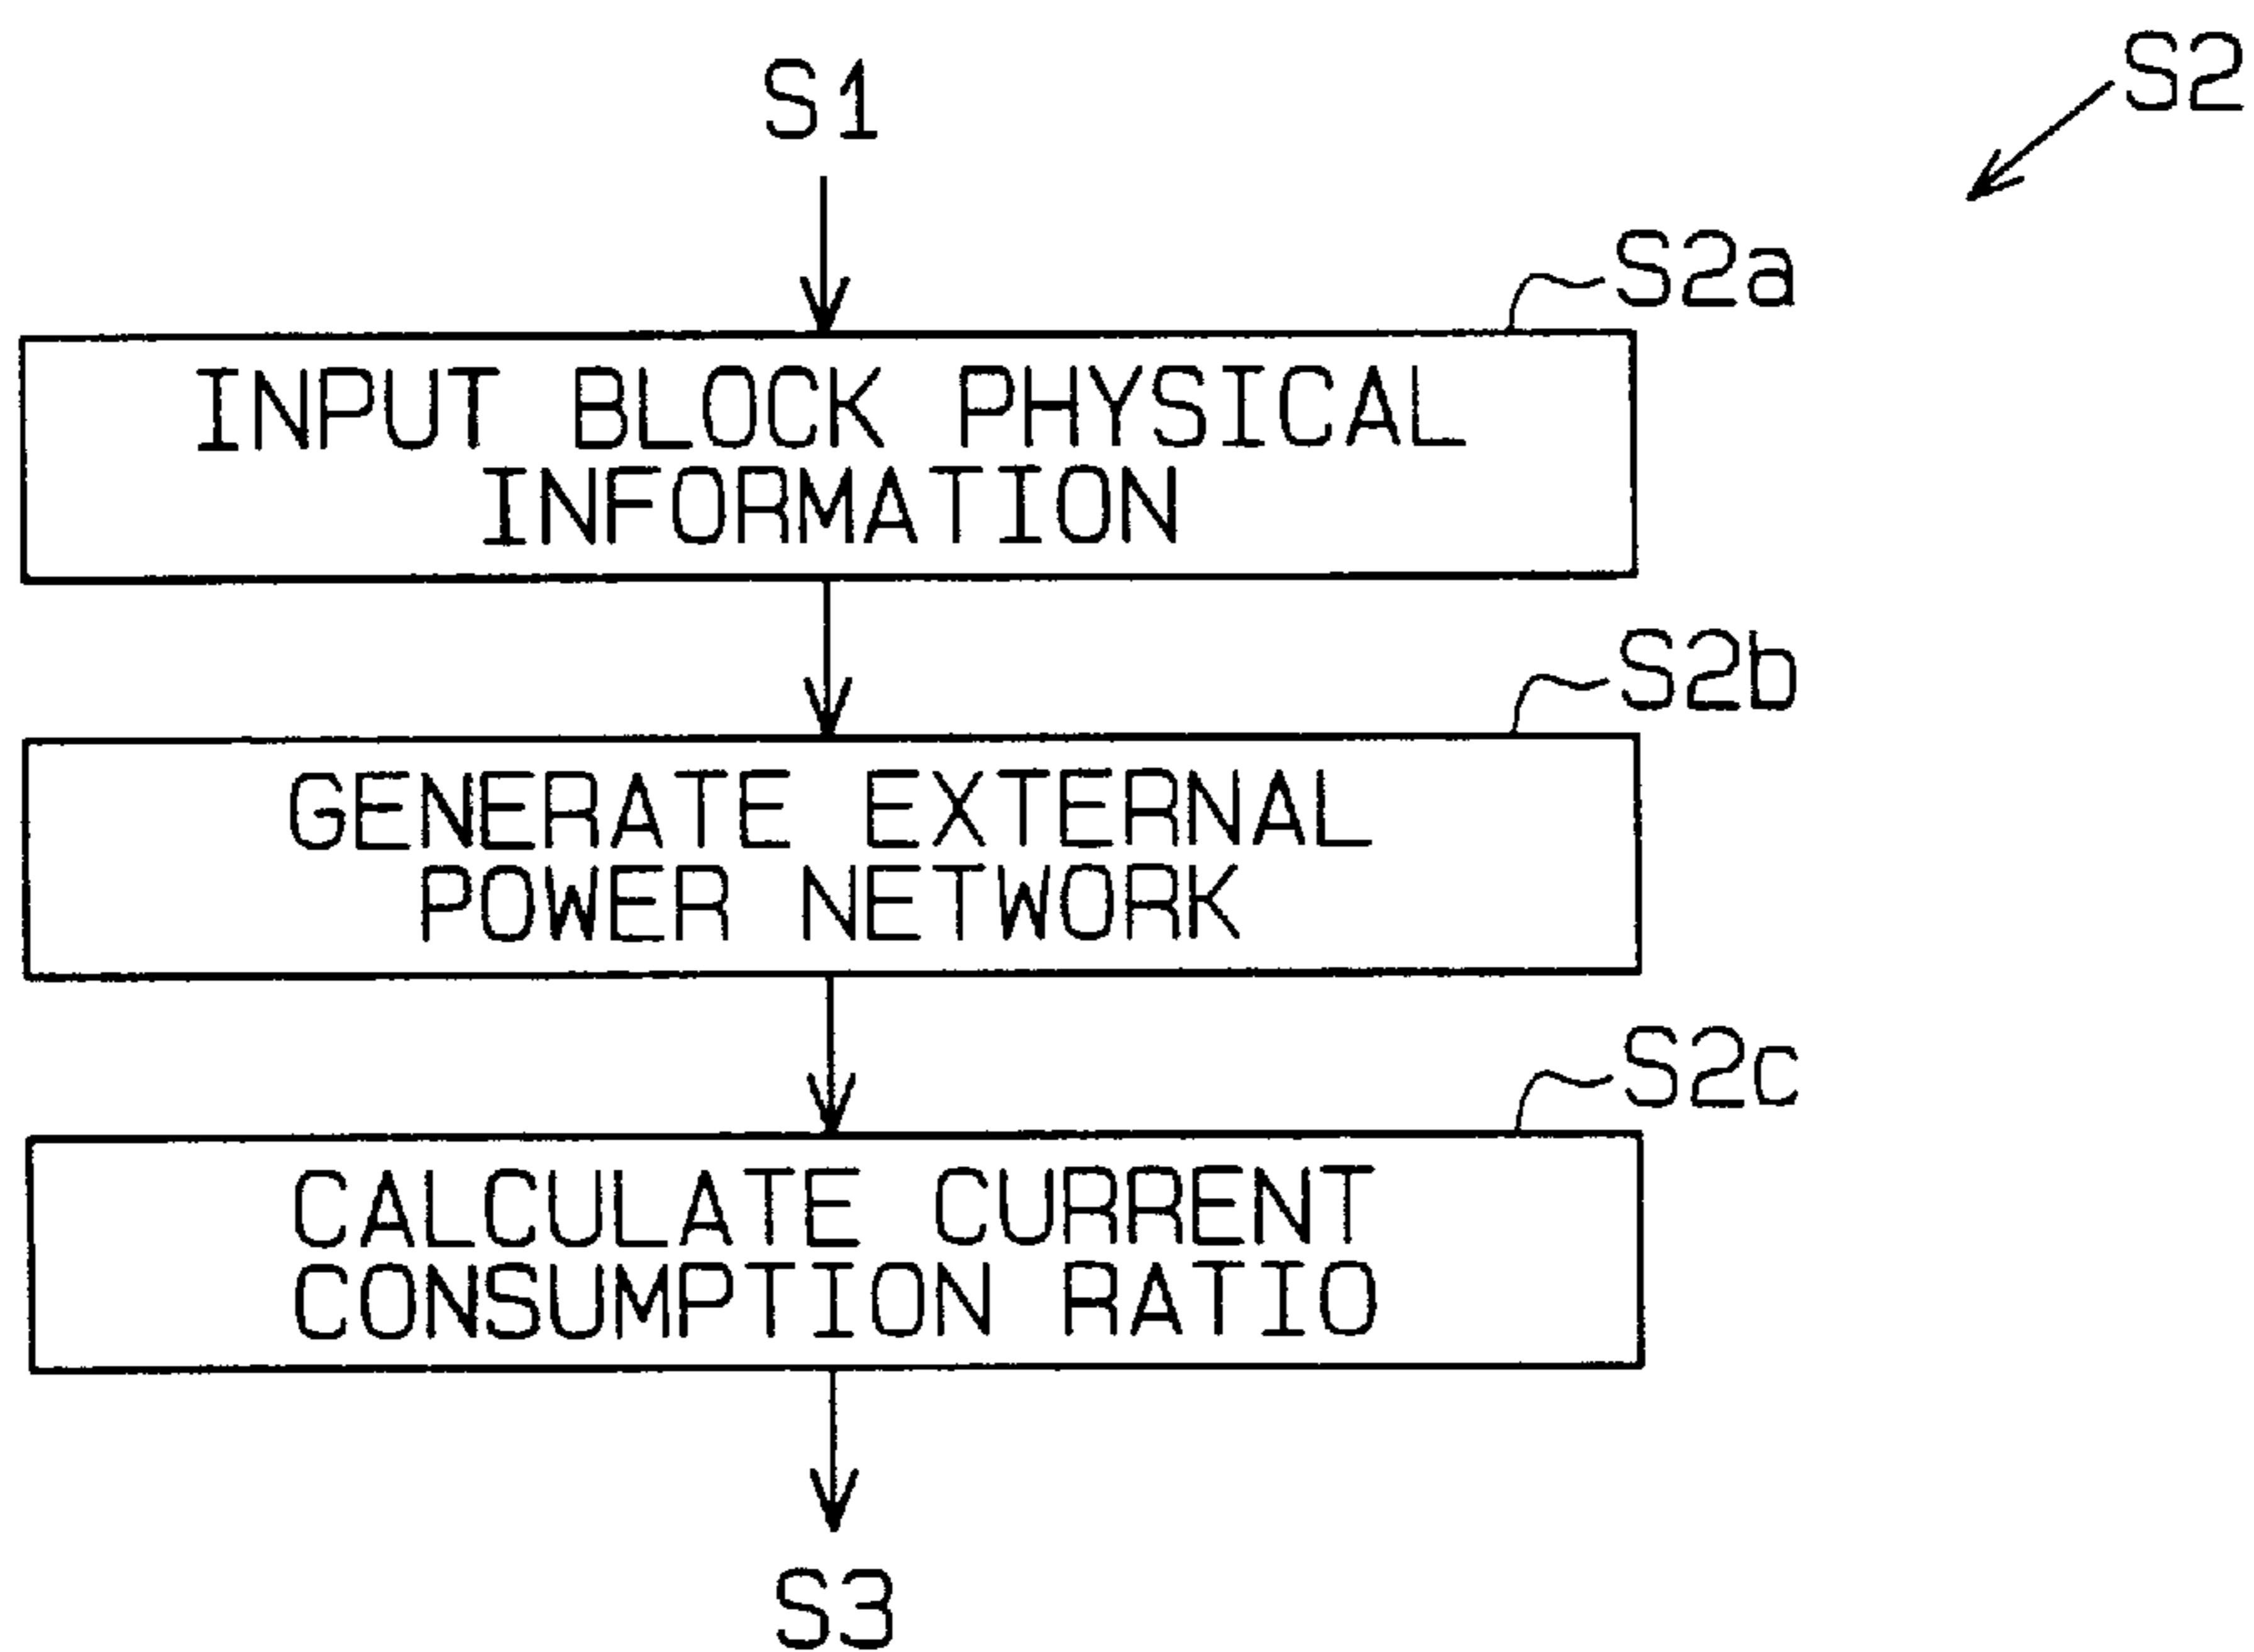 S2
S1
S2a
INPUT BLOCK PHYSICAL
INFORMATION
S2b
GENERATE EXTERNAL
POWER NETWORK
S2c
CALCULATE CURRENT
CONSUMPTION RATIO
S3